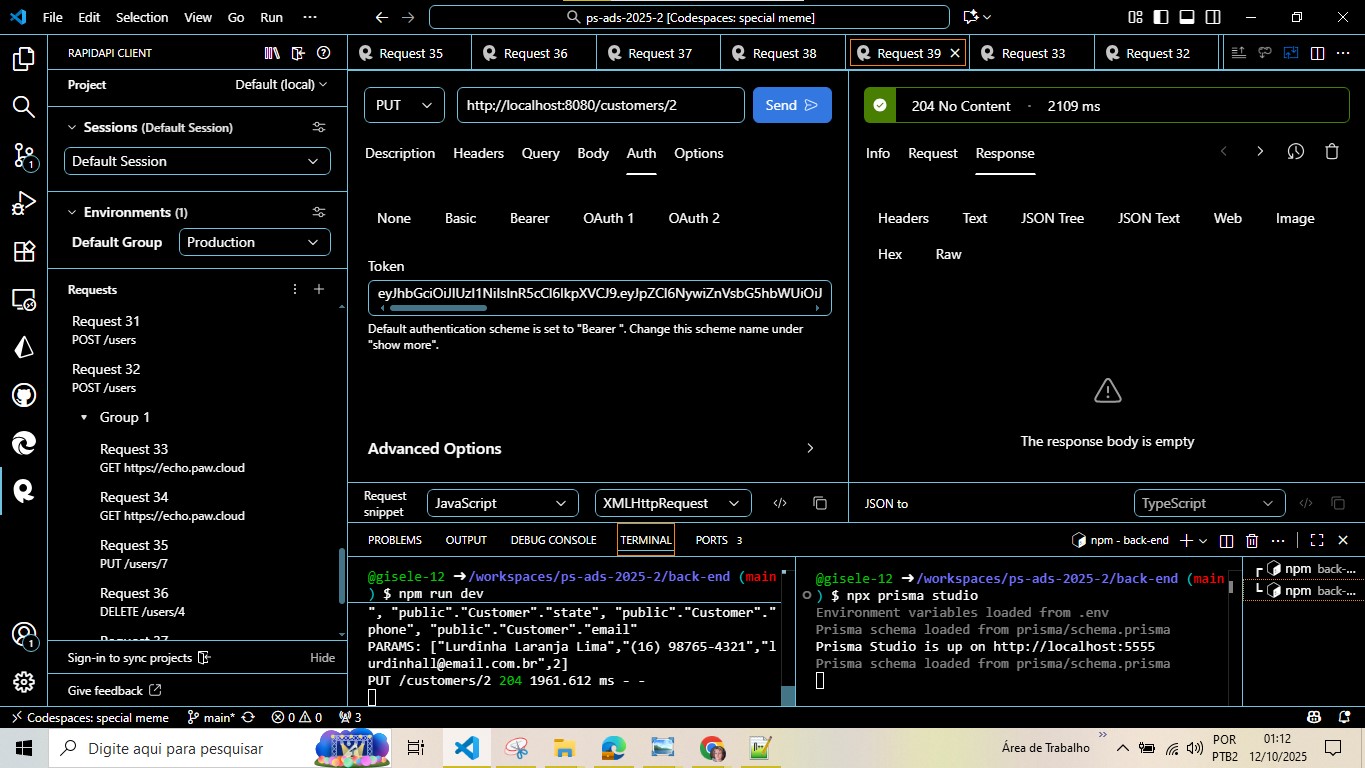 File Edit Selection View Go Run ···
ps-ads-2025-2 [Codespaces: special meme]
RAPIDAPI CLIENT
Project Default (local)
Sessions (Default Session)
Default Session
Environments (1)
Default Group Production
Requests
Request 31
POST /users
Request 32
POST /users
Group 1
Request 33
GET https://echo.paw.cloud
Request 34
GET https://echo.paw.cloud
Request 35
PUT /users/7
Request 36
DELETE /users/4
Request 37
Sign-in to sync projects Hide
Give feedback
1
1
Request 35 Request 36 Request 37 Request 38 Request 39 Request 33 Request 32
PUT http://localhost:8080/customers/2 Send
Description Headers Query Body Auth Options
None Basic Bearer OAuth 1 OAuth 2
Token
eyJhbGciOiJIUzI1NiIsInR5cCI6IkpXVCJ9.eyJpZCI6NywiZnVsbG5hbWUiOiJ
Default authentication scheme is set to "Bearer ". Change this scheme name under
"show more".
Advanced Options
Request
snippet
JavaScript XMLHttpRequest
204 No Content · 2109 ms
Info Request Response
Headers Text JSON Tree JSON Text Web Image
Hex Raw
The response body is empty
JSON to TypeScript
PROBLEMS OUTPUT DEBUG CONSOLE TERMINAL PORTS 3 npm - back-end
@gisele-12 ➜/workspaces/ps-ads-2025-2/back-end (main
) $ npm run dev
", "public"."Customer"."state", "public"."Customer"."
phone", "public"."Customer"."email"
PARAMS: ["Lurdinha Laranja Lima","(16) 98765-4321","l
urdinhall@email.com.br",2]
PUT /customers/2 204 1961.612 ms - -
@gisele-12 ➜/workspaces/ps-ads-2025-2/back-end (main
) $ npx prisma studio
Environment variables loaded from .env
Prisma schema loaded from prisma/schema.prisma
Prisma Studio is up on http://localhost:5555
Prisma schema loaded from prisma/schema.prisma
npm back-...
npm back-...
Codespaces: special meme main* 0 0 3
Digite aqui para pesquisar
Área de Trabalho
POR
PTB2
01:12
12/10/2025